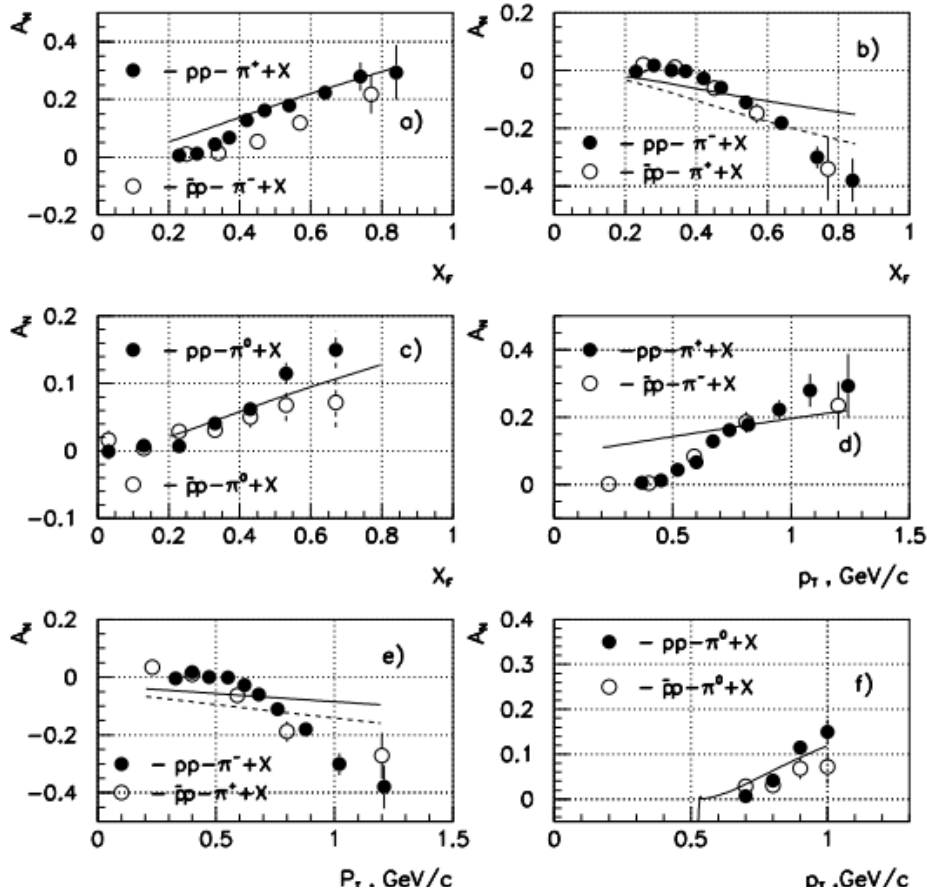 A_N
0.4
0.2
0
−0.2
● − pp−π⁺+X
○ − p̄p−π⁻+X
a)
0 0.2 0.4 0.6 0.8 1
X_F
A_N
0.2
0
−0.2
−0.4
b)
● − pp−π⁻+X
○ − p̄p−π⁺+X
0 0.2 0.4 0.6 0.8 1
X_F
A_N
0.2
0.1
0
−0.1
● − pp−π⁰+X
c)
○ − p̄p−π⁰+X
0 0.2 0.4 0.6 0.8 1
X_F
A_N
0.4
0.2
0
● −pp−π⁺+X
○ −p̄p−π⁻+X
d)
0 0.5 1 1.5
p_T , GeV/c
A_N
0.2
0
−0.2
−0.4
e)
● − pp−π⁻+X
○ − p̄p−π⁺+X
0 0.5 1 1.5
P_T , GeV/c
A_N
0.4
0.3
0.2
0.1
0
● − pp−π⁰+X
○ − p̄p−π⁰+X
f)
0 0.5 1
p_T , GeV/c